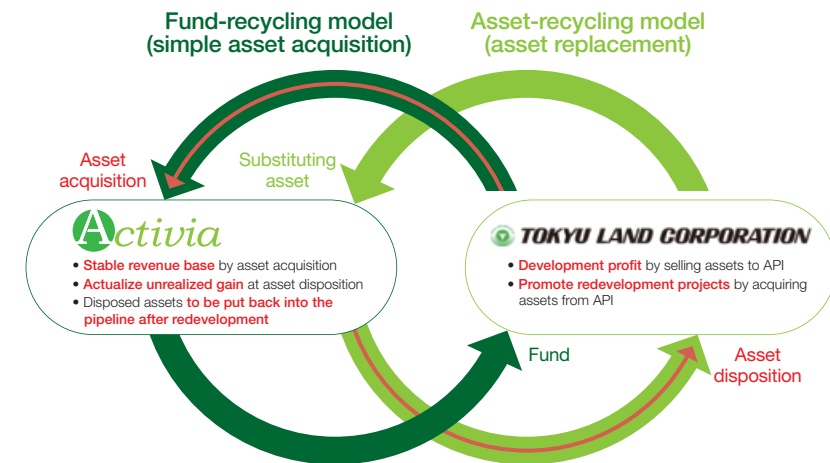 Fund-recycling model
(simple asset acquisition)
Asset-recycling model
(asset replacement)
Asset
acquisition
Substituting
asset
Activia
• Stable revenue base by asset acquisition
• Actualize unrealized gain at asset disposition
• Disposed assets to be put back into the
pipeline after redevelopment
TOKYU LAND CORPORATION
• Development profit by selling assets to API
• Promote redevelopment projects by acquiring
assets from API
Fund
Asset
disposition